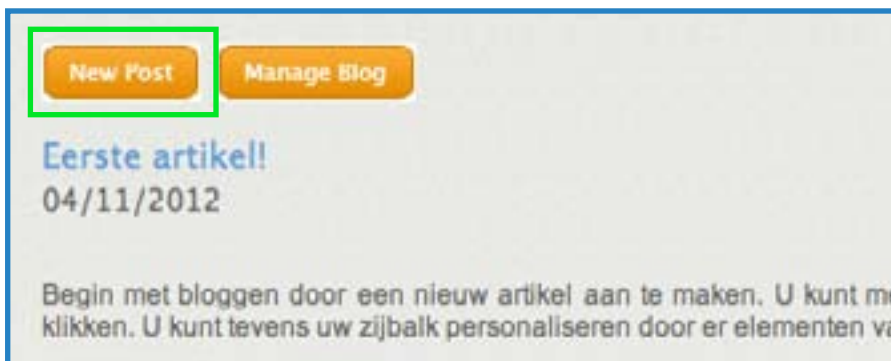 New Post Manage Blog
Eerste artikel!
04/11/2012
Begin met bloggen door een nieuw artikel aan te maken. U kunt
klikken. U kunt tevens uw zijbalk personaliseren door er elementen